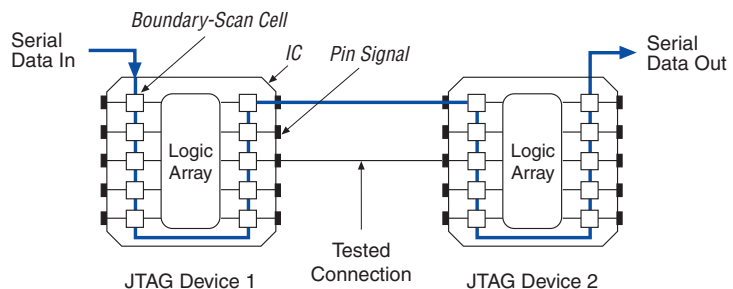 Boundary-Scan Cell
Serial
Data In
IC
Pin Signal
Serial
Data Out
Logic
Array
Logic
Array
Tested
Connection
JTAG Device 1
JTAG Device 2